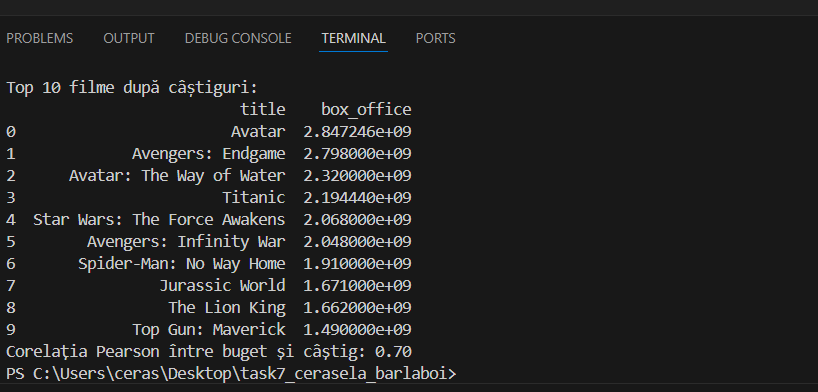 PROBLEMS OUTPUT DEBUG CONSOLE TERMINAL PORTS
Top 10 filme după câștiguri:
title box_office
0 Avatar 2.847246e+09
1 Avengers: Endgame 2.798000e+09
2 Avatar: The Way of Water 2.320000e+09
3 Titanic 2.194440e+09
4 Star Wars: The Force Awakens 2.068000e+09
5 Avengers: Infinity War 2.048000e+09
6 Spider-Man: No Way Home 1.910000e+09
7 Jurassic World 1.671000e+09
8 The Lion King 1.662000e+09
9 Top Gun: Maverick 1.490000e+09
Corelația Pearson între buget și câștig: 0.70
PS C:\Users\ceras\Desktop\task7_cerasela_barlaboi>